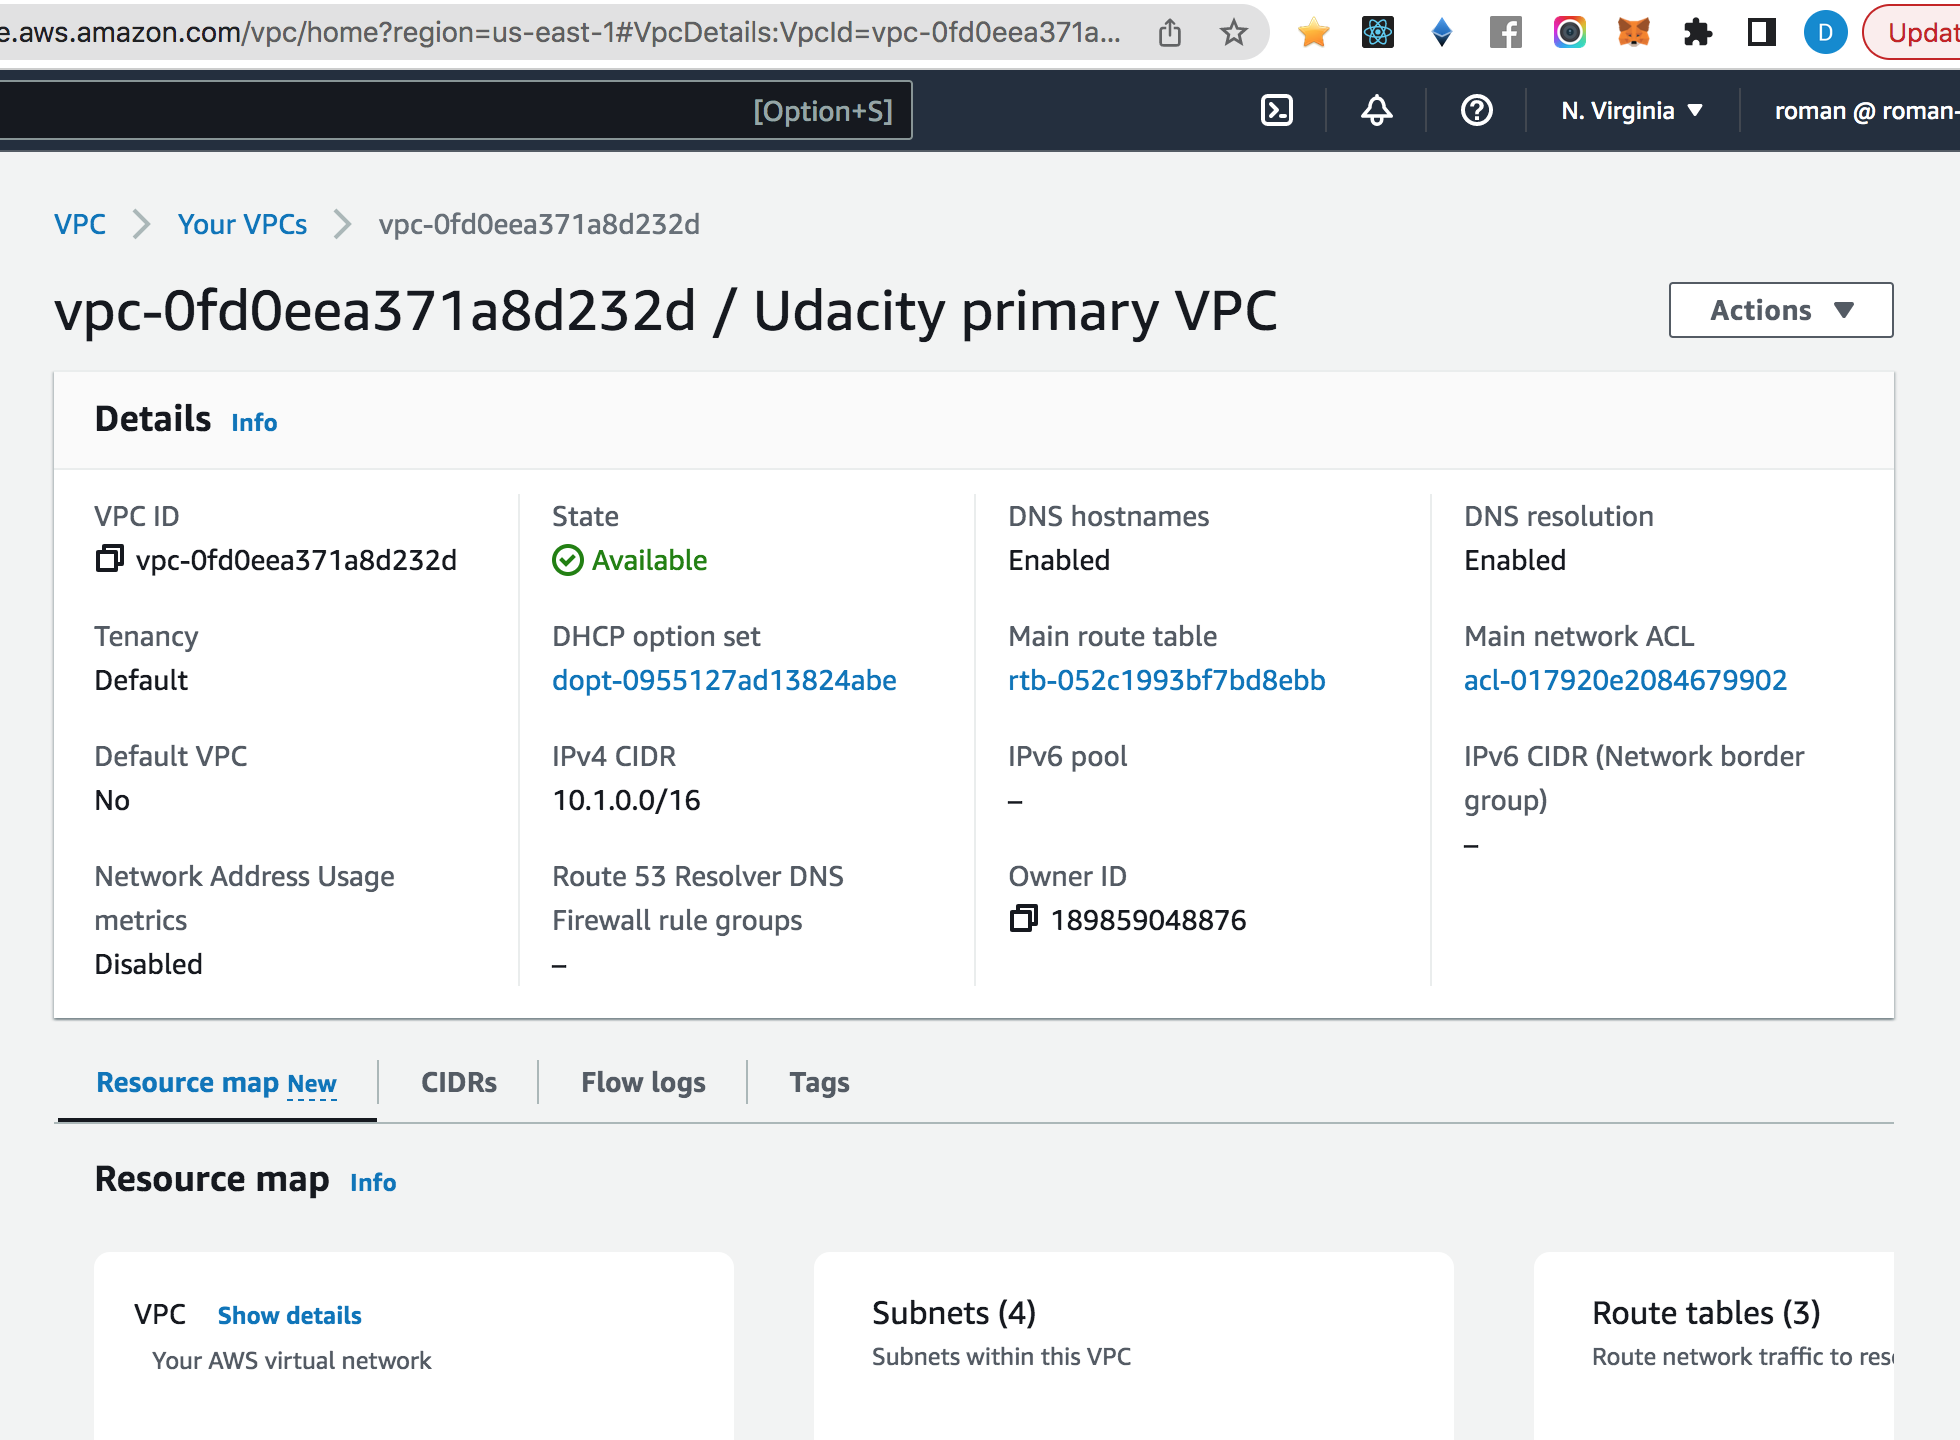 e.aws.amazon.com/vpc/home?region=us-east-1#VpcDetails:VpcId=vpc-0fd0eea371a...
D
Updat
[Option+S]
N. Virginia
roman @ roman-
VPC
Your VPCs
vpc-0fd0eea371a8d232d
vpc-0fd0eea371a8d232d / Udacity primary VPC
Actions
Details Info
VPC ID
vpc-0fd0eea371a8d232d
State
Available
DNS hostnames
Enabled
DNS resolution
Enabled
Tenancy
Default
DHCP option set
dopt-0955127ad13824abe
Main route table
rtb-052c1993bf7bd8ebb
Main network ACL
acl-017920e2084679902
Default VPC
No
IPv4 CIDR
10.1.0.0/16
IPv6 pool
–
IPv6 CIDR (Network border
group)
–
Network Address Usage
metrics
Disabled
Route 53 Resolver DNS
Firewall rule groups
–
Owner ID
189859048876
Resource map New
CIDRs
Flow logs
Tags
Resource map Info
VPC Show details
Your AWS virtual network
Subnets (4)
Subnets within this VPC
Route tables (3)
Route network traffic to res